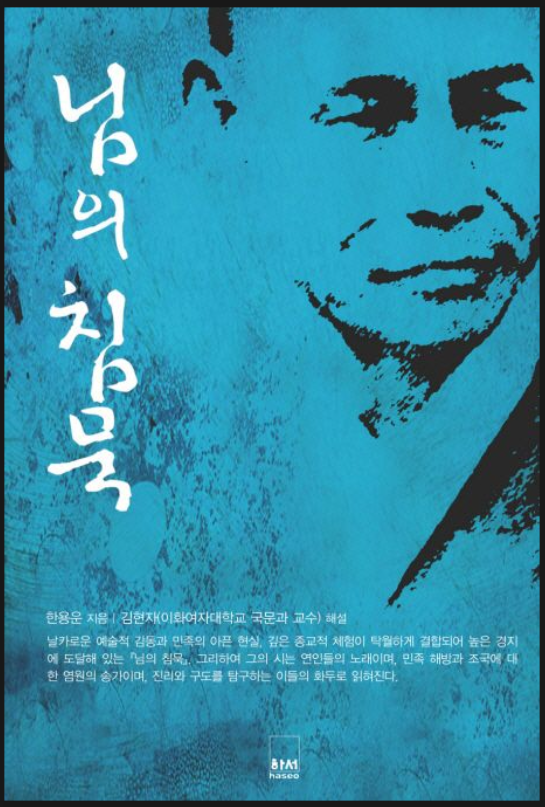 님의 침묵
한용운 지음 | 김현자(이화여자대학교 국문과 교수) 해설
날카로운 예술적 감동과 민족의 아픈 현실, 깊은 종교적 체험이 탁월하게 결합되어 높은 경지
에 도달해 있는 『님의 침묵』. 그리하여 그의 시는 연인들의 노래이며, 민족 해방과 조국에 대
한 염원의 송가이며, 진리와 구도를 탐구하는 이들의 화두로 읽혀진다.
하서
haseo